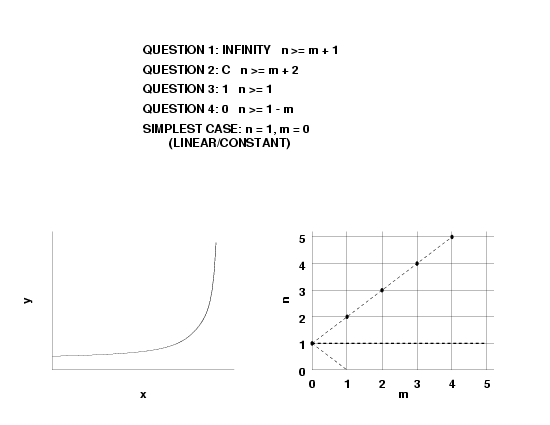 QUESTION 1: INFINITY n >= m + 1
QUESTION 2: C n >= m + 2
QUESTION 3: 1 n >= 1
QUESTION 4: 0 n >= 1 - m
SIMPLEST CASE: n = 1, m = 0
(LINEAR/CONSTANT)
y
x
n
5
4
3
2
1
0
0 1 2 3 4 5
m